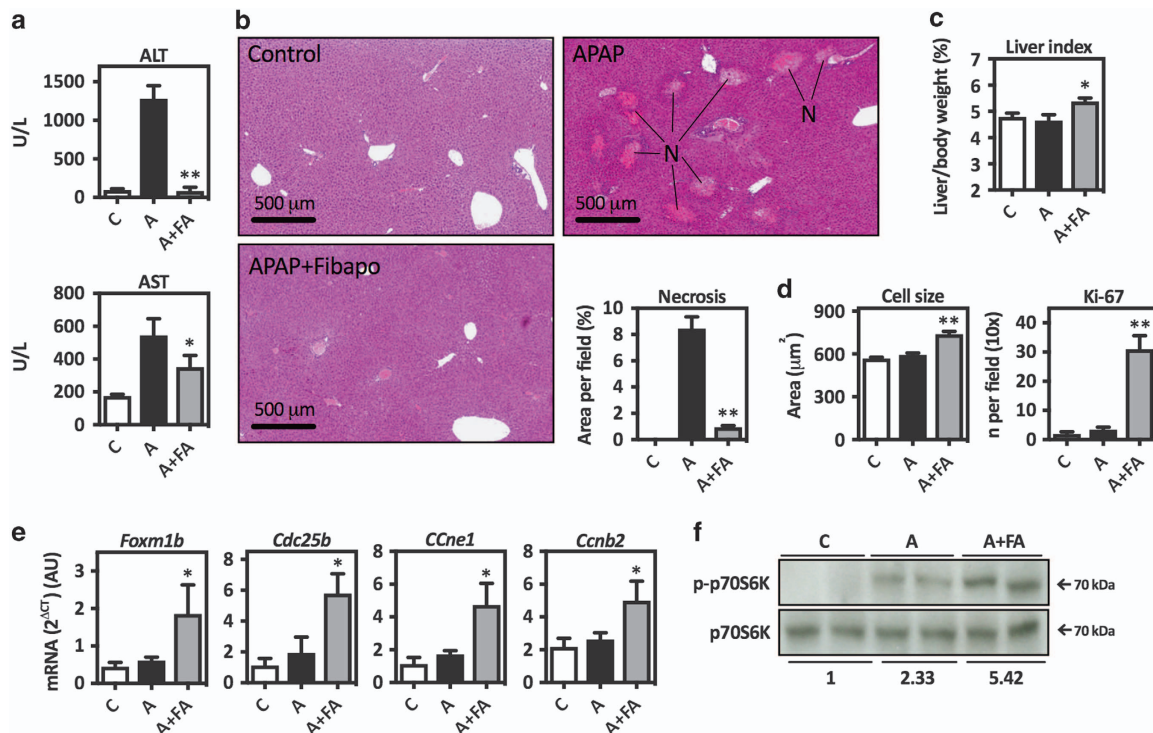 a
ALT
U/L
1500
1000
500
0
C
A
A+FA
**
AST
U/L
800
600
400
200
0
C
A
A+FA
*
b
Control
500 μm
APAP
N
N
APAP+Fibapo
500 μm
Necrosis
Area per field (%)
10
8
6
4
2
0
C
A
A+FA
**
c
Liver index
Liver/body weight (%)
7
6
5
4
3
2
C
A
A+FA
*
d
Cell size
Area (μm²)
900
600
300
0
C
A
A+FA
**
Ki-67
n per field (10x)
40
30
20
10
0
C
A
A+FA
**
e
mRNA (2^ΔCT) (AU)
Foxm1b
3
2
1
0
C
A
A+FA
*
Cdc25b
8
6
4
2
0
C
A
A+FA
*
CCne1
8
6
4
2
0
C
A
A+FA
*
Ccnb2
8
6
4
2
0
C
A
A+FA
*
f
C A A+FA
p-p70S6K ←70 kDa
p70S6K ←70 kDa
1 2.33 5.42